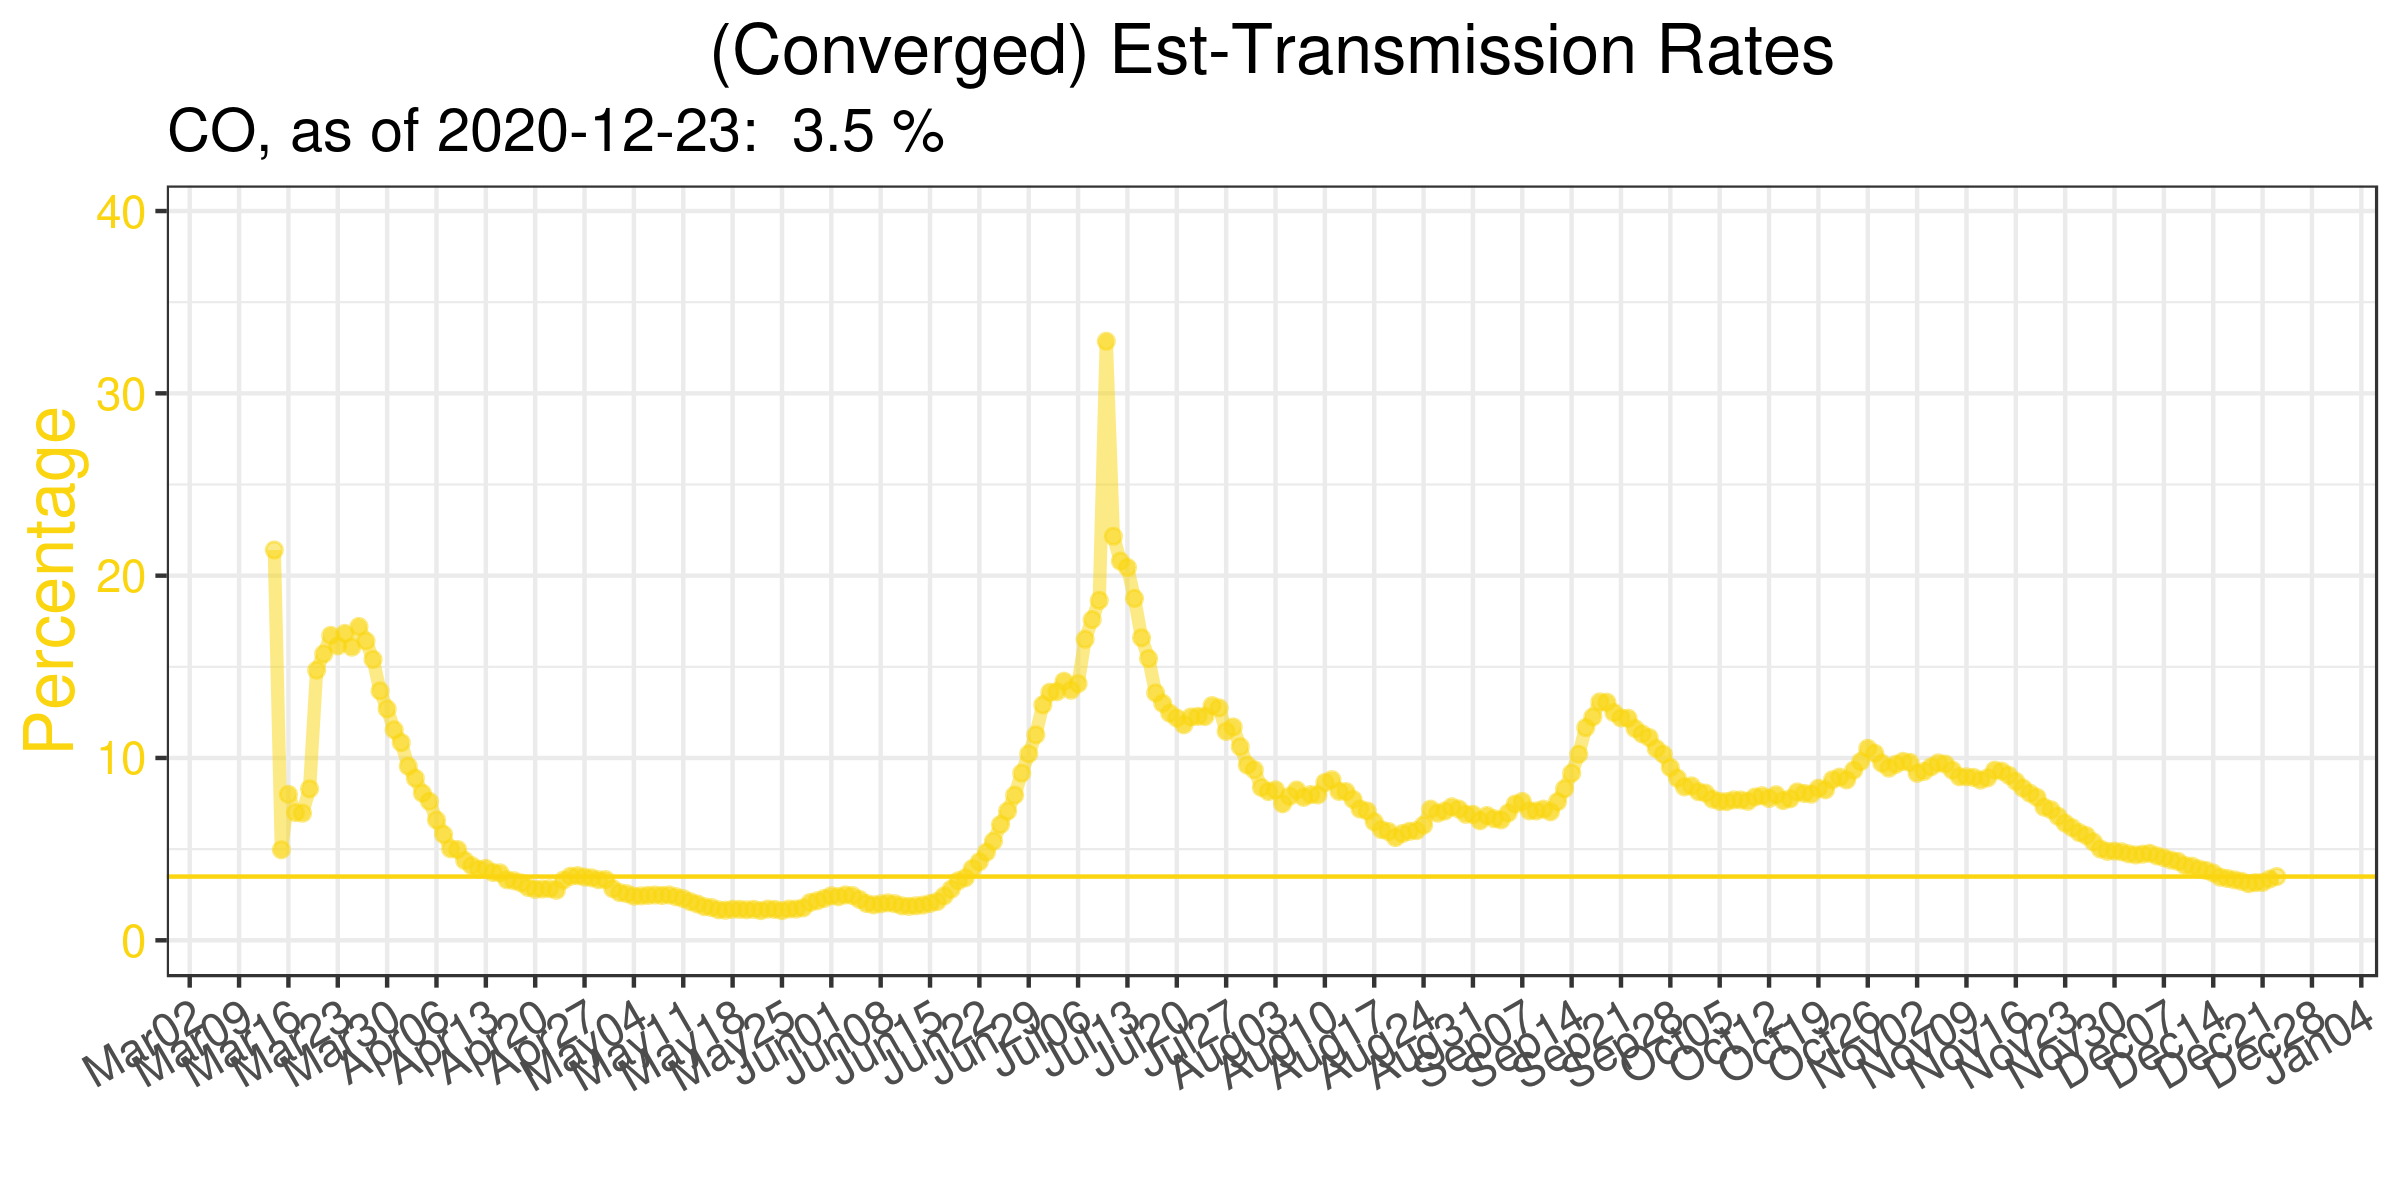 (Converged) Est-Transmission Rates
CO, as of 2020-12-23:  3.5 %
Percentage
40
30
20
10
0
Mar02
Mar09
Mar16
Mar23
Mar30
Apr06
Apr13
Apr20
Apr27
May04
May11
May18
May25
Jun01
Jun08
Jun15
Jun22
Jun29
Jul06
Jul13
Jul20
Jul27
Aug03
Aug10
Aug17
Aug24
Aug31
Sep07
Sep14
Sep21
Sep28
Oct05
Oct12
Oct19
Oct26
Nov02
Nov09
Nov16
Nov23
Nov30
Dec07
Dec14
Dec21
Dec28
Jan04